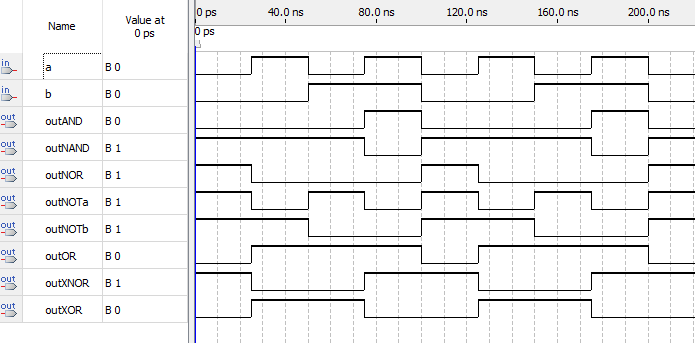 Name
Value at
0 ps
0 ps 40.0 ns 80.0 ns 120.0 ns 160.0 ns 200.0 ns
0 ps
in a B 0
in b B 0
out outAND B 0
out outNAND B 1
out outNOR B 1
out outNOTa B 1
out outNOTb B 1
out outOR B 0
out outXNOR B 1
out outXOR B 0